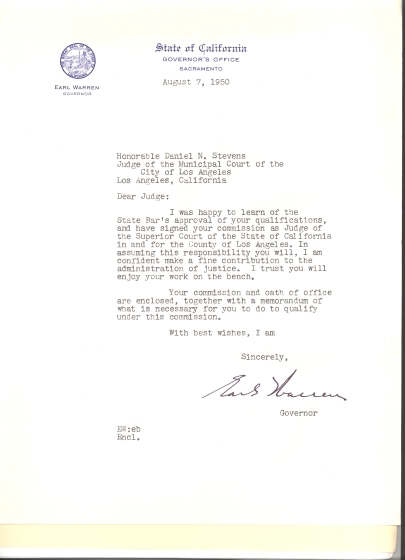 State of California
GOVERNOR'S OFFICE
SACRAMENTO
EARL WARREN
GOVERNOR
August 7, 1950
Honorable Daniel N. Stevens
Judge of the Municipal Court of the
City of Los Angeles
Los Angeles, California
Dear Judge:
I was happy to learn of the
State Bar's approval of your qualifications,
and have signed your commission as Judge of
the Superior Court of the State of California
in and for the County of Los Angeles. In
assuming this responsibility you will, I am
confident make a fine contribution to the
administration of justice. I trust you will
enjoy your work on the bench.
Your commission and oath of office
are enclosed, together with a memorandum of
what is necessary for you to do to qualify
under this commission.
With best wishes, I am
Sincerely,
Earl Warren
Governor
EW:eb
Encl.